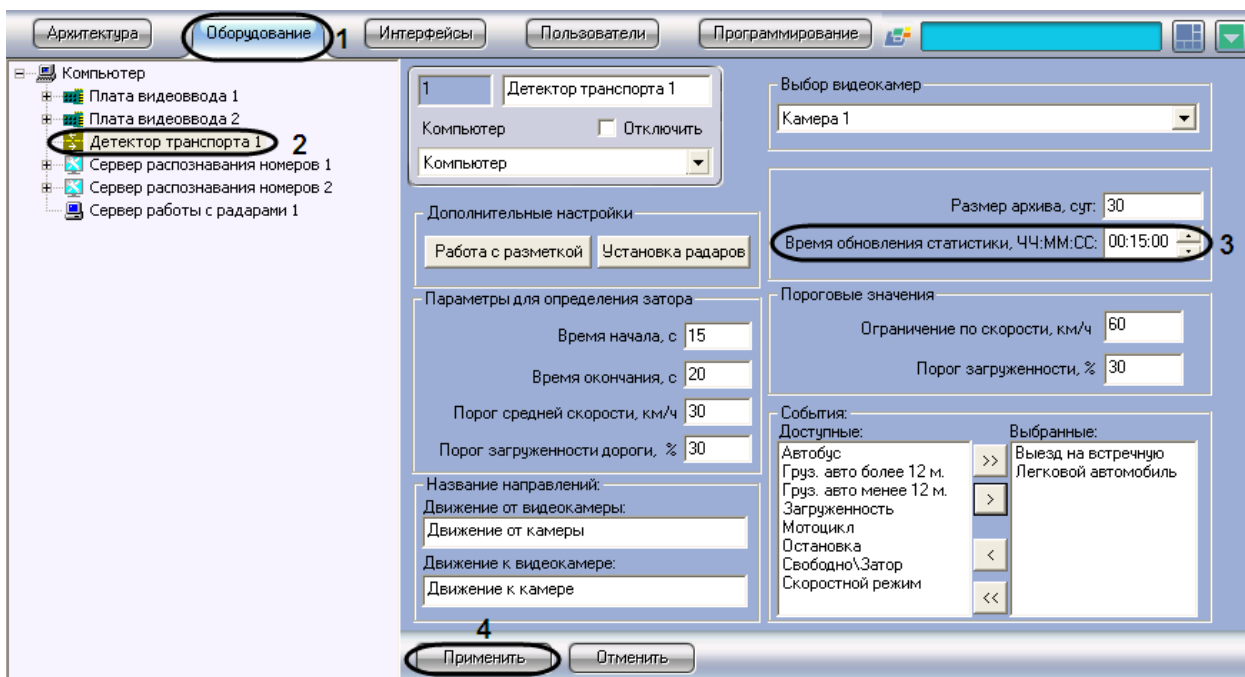 Архитектура
Оборудование
1
Интерфейсы
Пользователи
Программирование
Компьютер
Плата видеоввода 1
Плата видеоввода 2
Детектор транспорта 1
2
Сервер распознавания номеров 1
Сервер распознавания номеров 2
Сервер работы с радарами 1
1
Детектор транспорта 1
Компьютер
Отключить
Компьютер
Дополнительные настройки
Работа с разметкой
Установка радаров
Параметры для определения затора
Время начала, с 15
Время окончания, с 20
Порог средней скорости, км/ч 30
Порог загруженности дороги, % 30
Название направлений:
Движение от видеокамеры:
Движение от камеры
Движение к видеокамере:
Движение к камере
Выбор видеокамер
Камера 1
Размер архива, сут: 30
Время обновления статистики, ЧЧ:ММ:СС: 00:15:00
3
Пороговые значения
Ограничение по скорости, км/ч 60
Порог загруженности, % 30
События:
Доступные:
Автобус
Груз. авто более 12 м.
Груз. авто менее 12 м.
Загруженность
Мотоцикл
Остановка
Свободно\Затор
Скоростной режим
>>
>
<
<<
Выбранные:
Выезд на встречную
Легковой автомобиль
4
Применить
Отменить